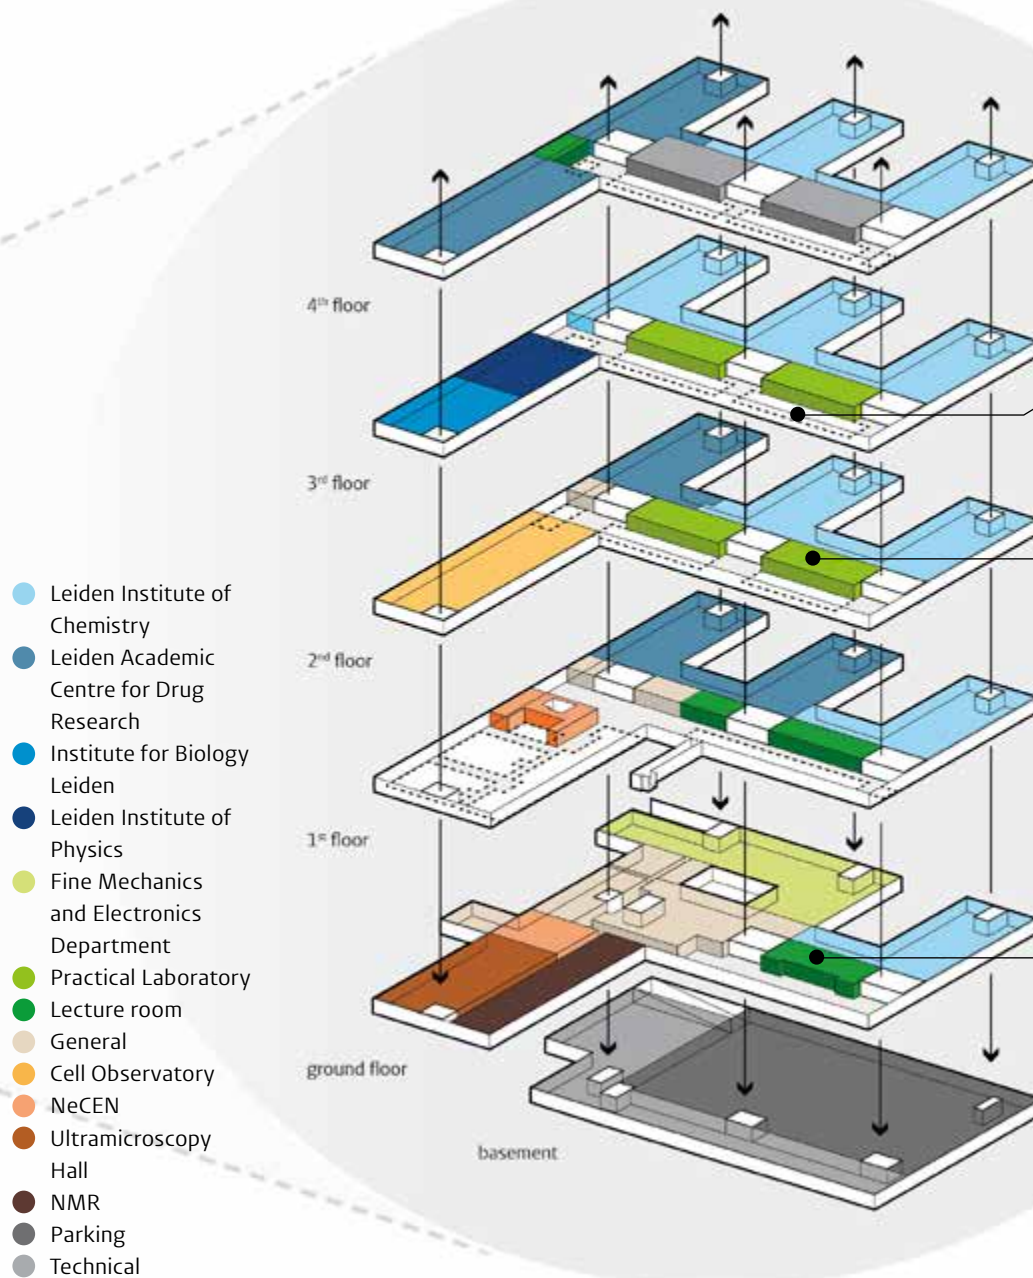 4th floor
3rd floor
2nd floor
1st floor
ground floor
basement
Leiden Institute of
Chemistry
Leiden Academic
Centre for Drug
Research
Institute for Biology
Leiden
Leiden Institute of
Physics
Fine Mechanics
and Electronics
Department
Practical Laboratory
Lecture room
General
Cell Observatory
NeCEN
Ultramicroscopy
Hall
NMR
Parking
Technical